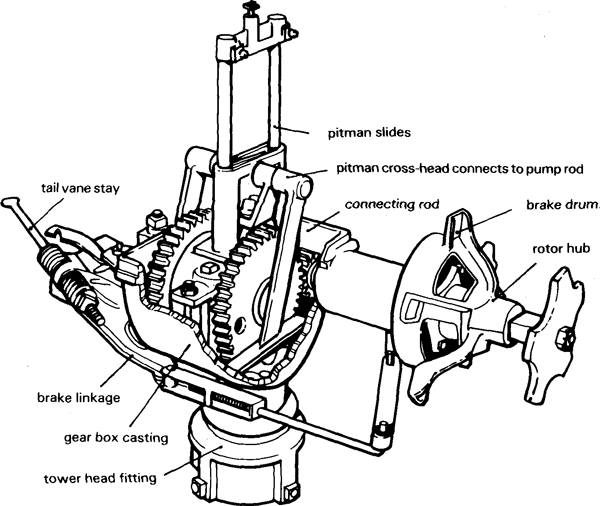 pitman slides
pitman cross-head connects to pump rod
tail vane stay
connecting rod
brake drum
rotor hub
brake linkage
gear box casting
tower head fitting